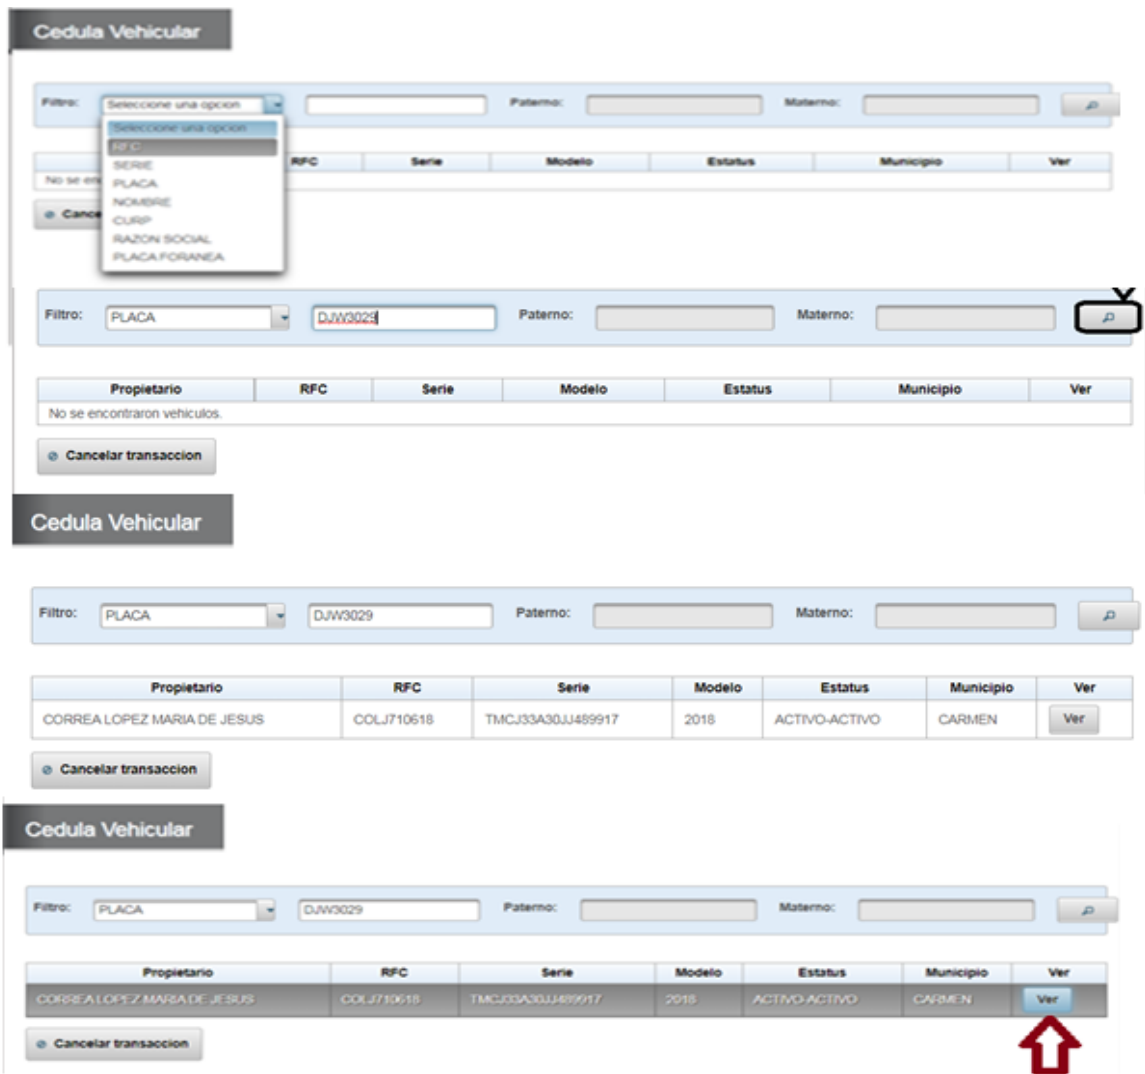 Cedula Vehicular
Filtro: Seleccione una opcion Paterno: Materno:
Seleccione una opcion
RFC
SERIE
PLACA
NOMBRE
CURP
RAZON SOCIAL
PLACA FORANEA
RFC Serie Modelo Estatus Municipio Ver
No se en
Cance
Filtro: PLACA DJW3029 Paterno: Materno:
Propietario RFC Serie Modelo Estatus Municipio Ver
No se encontraron vehiculos.
Cancelar transaccion
Cedula Vehicular
Filtro: PLACA DJW3029 Paterno: Materno:
Propietario RFC Serie Modelo Estatus Municipio Ver
CORREA LOPEZ MARIA DE JESUS COLJ710618 TMCJ33A30JJ489917 2018 ACTIVO-ACTIVO CARMEN Ver
Cancelar transaccion
Cedula Vehicular
Filtro: PLACA DJW3029 Paterno: Materno:
Propietario RFC Serie Modelo Estatus Municipio Ver
CORREA LOPEZ MARIA DE JESUS COLJ710618 TMCJ33A30JJ489917 2018 ACTIVO-ACTIVO CARMEN Ver
Cancelar transaccion